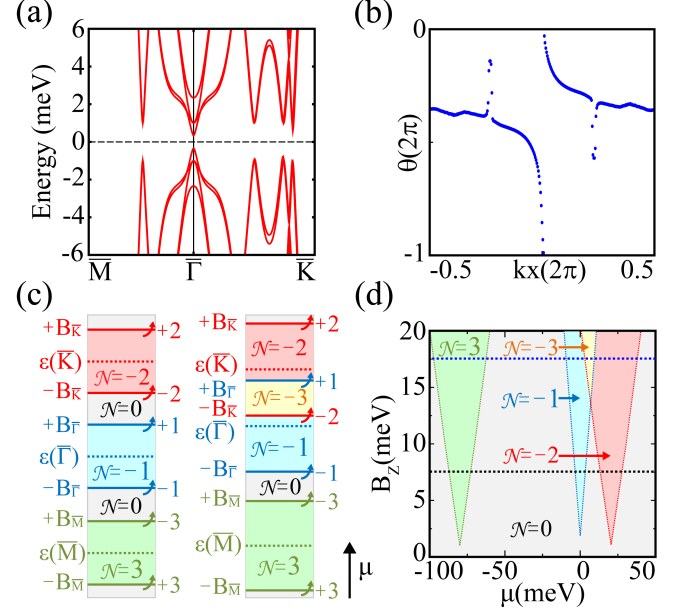 (a)
6
4
2
0
-2
-4
-6
Energy (meV)
M̅
Γ̅
K̅
(b)
0
-1
θ(2π)
-0.5
kx(2π)
0.5
(c)
+B_K̅
+2
ε(K̅)
𝒩=−2
−B_K̅
−2
𝒩=0
+B_Γ̅
+1
ε(Γ̅)
𝒩=−1
−B_Γ̅
−1
𝒩=0
+B_M̅
−3
ε(M̅)
𝒩=3
−B_M̅
+3
+B_K̅
+2
𝒩=−2
ε(K̅)
+B_Γ̅
+1
𝒩=−3
−B_K̅
−2
ε(Γ̅)
𝒩=−1
−B_Γ̅
−1
𝒩=0
+B_M̅
−3
ε(M̅)
𝒩=3
−B_M̅
+3
μ
(d)
20
15
10
5
0
B_Z(meV)
𝒩=3
𝒩=−3
𝒩=−1
𝒩=−2
𝒩=0
-100
-50
0
50
μ(meV)